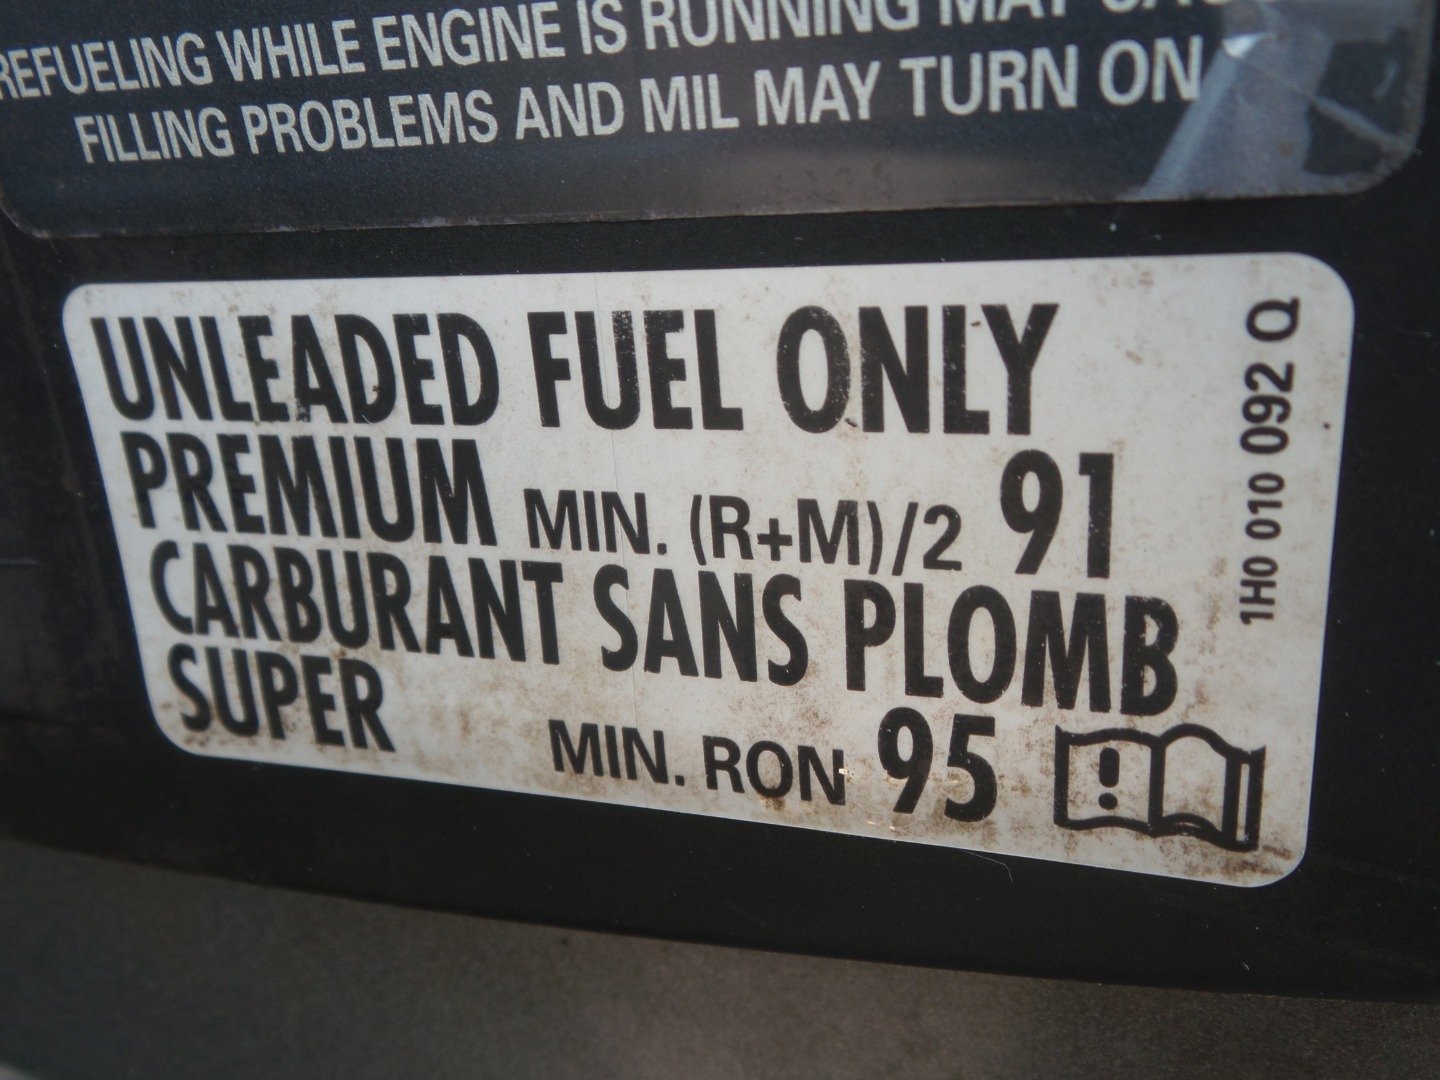 REFUELING WHILE ENGINE IS RUNNING MAY
FILLING PROBLEMS AND MIL MAY TURN ON
UNLEADED FUEL ONLY
PREMIUM MIN. (R+M)/2 91
CARBURANT SANS PLOMB
SUPER MIN. RON 95
1H0 010 092 Q